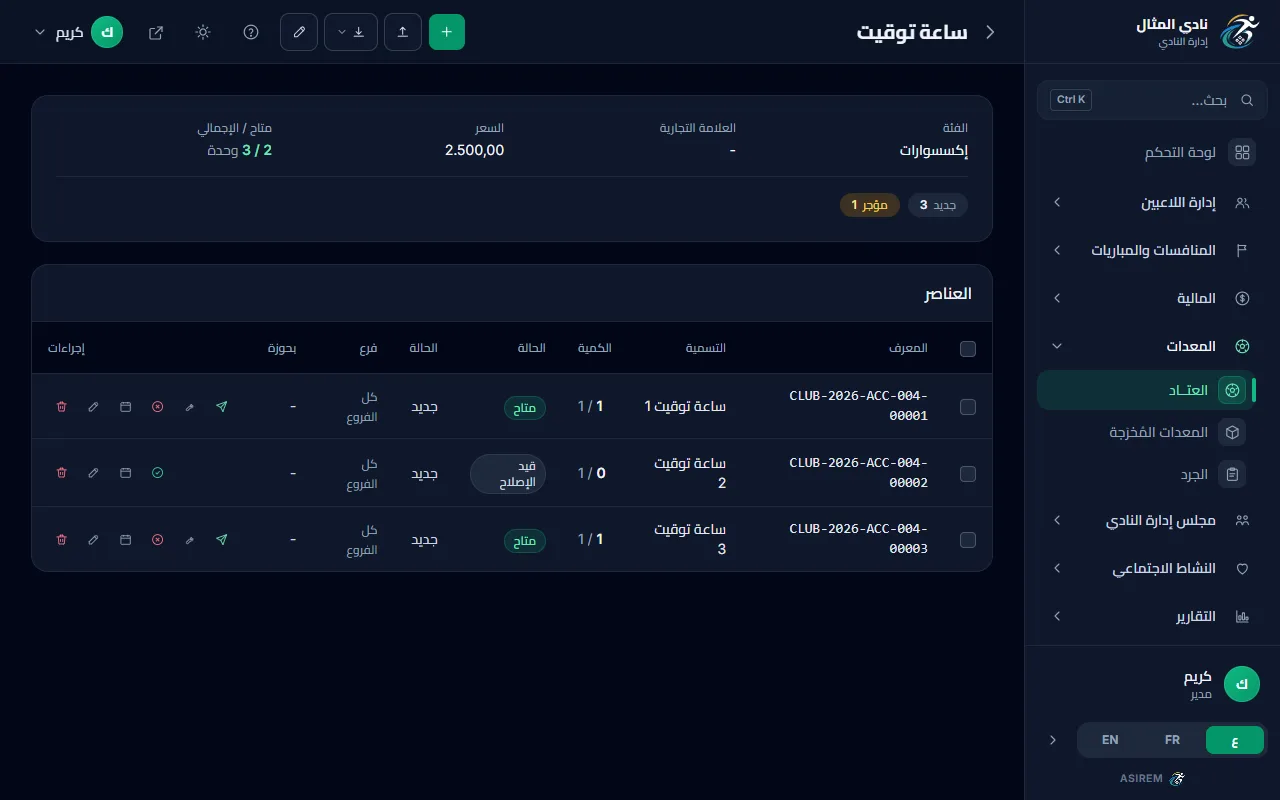 نادي المثال
إدارة النادي
بحث...
Ctrl K
لوحة التحكم
إدارة اللاعبين
المنافسات والمباريات
المالية
المعدات
العتــاد
المعدات المُخرَجة
الجرد
مجلس إدارة النادي
النشاط الاجتماعي
التقارير
ك
كريم
مدير
ع
FR
EN
ASIREM
ساعة توقيت
ك
كريم
الفئة
إكسسوارات
العلامة التجارية
-
السعر
2.500,00
متاح / الإجمالي
2 / 3 وحدة
جديد 3
مؤجر 1
العناصر
المعرف
التسمية
الكمية
الحالة
الحالة
فرع
بحوزة
إجراءات
CLUB-2026-ACC-004-
00001
ساعة توقيت 1
1 / 1
متاح
جديد
كل
الفروع
-
CLUB-2026-ACC-004-
00002
ساعة توقيت
2
0 / 1
قيد
الإصلاح
جديد
كل
الفروع
-
CLUB-2026-ACC-004-
00003
ساعة توقيت
3
1 / 1
متاح
جديد
كل
الفروع
-